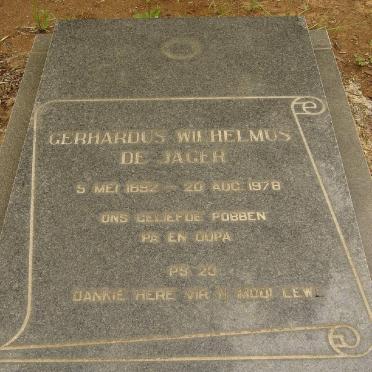 GERHARDUS WILHELMUS
DE JAGER
5 MEI 1892 – 20 AUG. 1978
ONS GELIEFDE POBBEN
PA EN OUPA
PS 23
DANKIE HERE VIR 'N MOOI LEWE